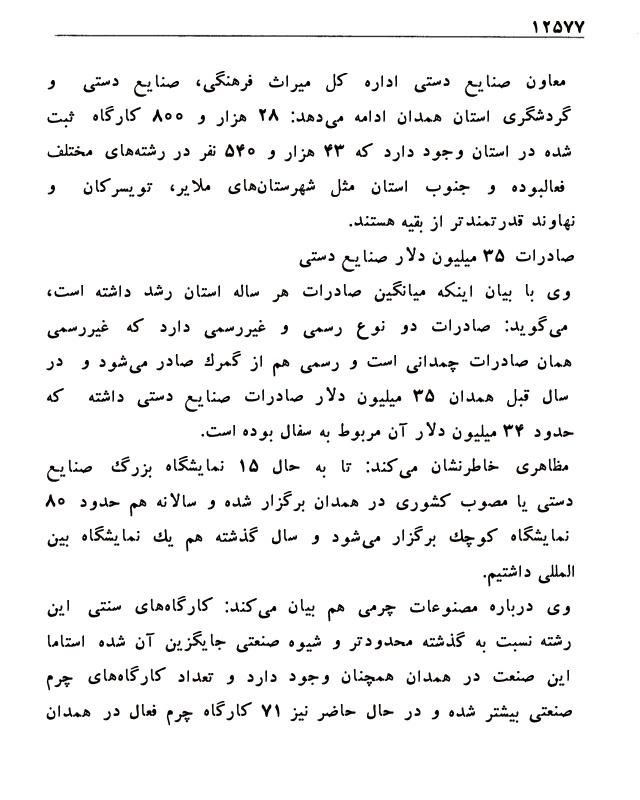 ۱۲۵۷۷
معاون صنایع دستی اداره کل میراث فرهنگی، صنایع دستی و
گردشگری استان همدان ادامه می‌دهد: ۲۸ هزار و ۸۰۰ کارگاه ثبت
شده در استان وجود دارد که ۴۳ هزار و ۵۴۰ نفر در رشته‌های مختلف
فعالبوده و جنوب استان مثل شهرستان‌های ملایر، تویسرکان و
نهاوند قدرتمندتر از بقیه هستند.
صادرات ۳۵ میلیون دلار صنایع دستی
وی با بیان اینکه میانگین صادرات هر ساله استان رشد داشته است،
می‌گوید: صادرات دو نوع رسمی و غیررسمی دارد که غیررسمی
همان صادرات چمدانی است و رسمی هم از گمرك صادر می‌شود و در
سال قبل همدان ۳۵ میلیون دلار صادرات صنایع دستی داشته که
حدود ۳۴ میلیون دلار آن مربوط به سفال بوده است.
مظاهری خاطرنشان می‌کند: تا به حال ۱۵ نمایشگاه بزرگ صنایع
دستی یا مصوب کشوری در همدان برگزار شده و سالانه هم حدود ۸۰
نمایشگاه کوچك برگزار می‌شود و سال گذشته هم یك نمایشگاه بین
المللی داشتیم.
وی درباره مصنوعات چرمی هم بیان می‌کند: کارگاه‌های سنتی این
رشته نسبت به گذشته محدودتر و شیوه صنعتی جایگزین آن شده استاما
این صنعت در همدان همچنان وجود دارد و تعداد کارگاه‌های چرم
صنعتی بیشتر شده و در حال حاضر نیز ۷۱ کارگاه چرم فعال در همدان